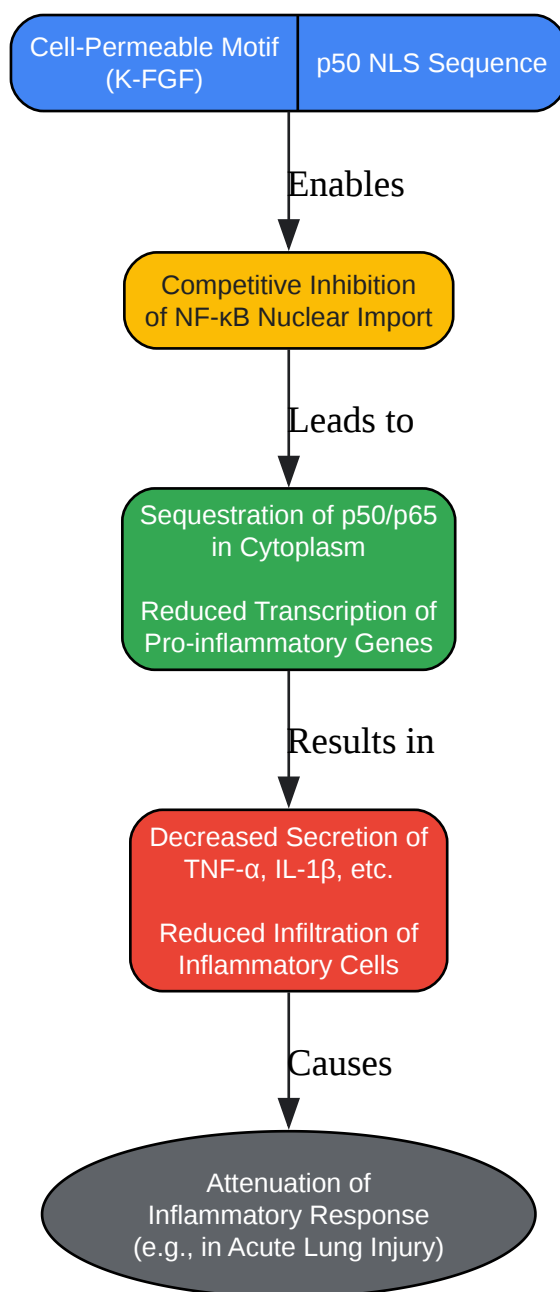 Cell-Permeable Motif
(K-FGF)
p50 NLS Sequence
Enables
Competitive Inhibition
of NF-κB Nuclear Import
Leads to
Sequestration of p50/p65
in Cytoplasm
Reduced Transcription of
Pro-inflammatory Genes
Results in
Decreased Secretion of
TNF-α, IL-1β, etc.
Reduced Infiltration of
Inflammatory Cells
Causes
Attenuation of
Inflammatory Response
(e.g., in Acute Lung Injury)